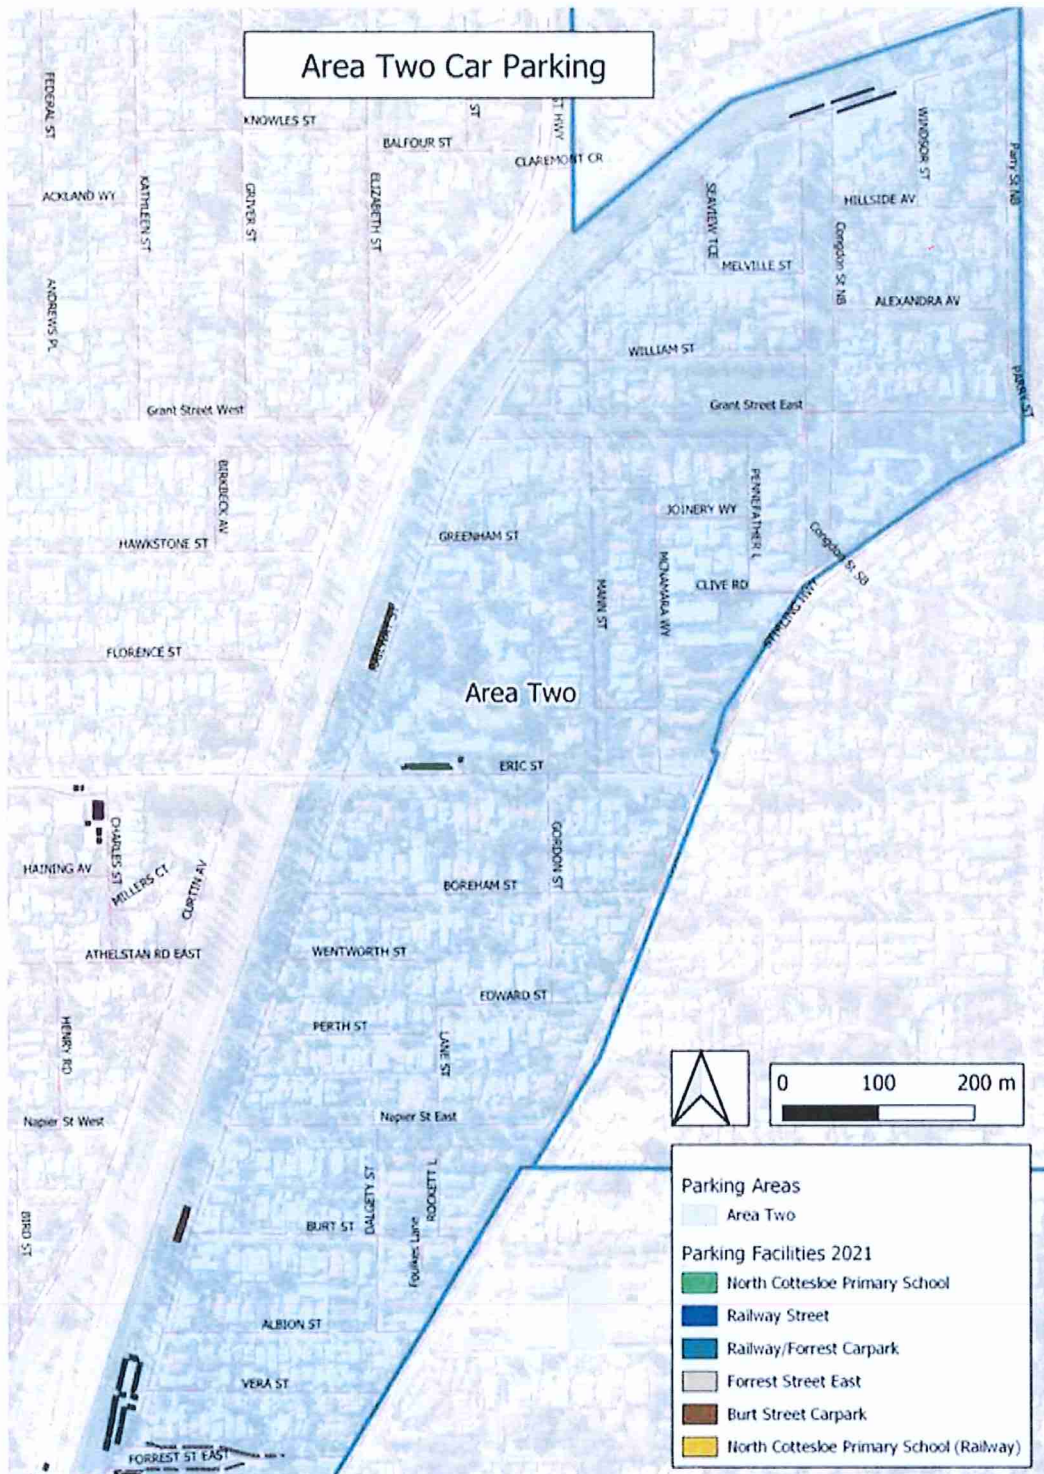 Area Two Car Parking
FEDERAL ST
KNOWLES ST
ST
ST HWY
BALFOUR ST
CLAREMONT CR
WINDSOR ST
Parry St NB
ACKLAND WY
KATHLEEN ST
GRIVER ST
ELIZABETH ST
SEAVIEW TCE
HILLSIDE AV
Congdon St NB
MELVILLE ST
ANDREWS PL
ALEXANDRA AV
WILLIAM ST
PARRY ST
Grant Street West
Grant Street East
BIRKBECK AV
PENNEFATHER L
JOINERY WY
HAWKSTONE ST
GREENHAM ST
Congdon St SB
MANN ST
MCNAMARA WY
CLIVE RD
STIRLING HWY
FLORENCE ST
Area Two
ERIC ST
CHARLES ST
GORDON ST
HAINING AV
MILLERS CT
CURTIN AV
BOREHAM ST
ATHELSTAN RD EAST
WENTWORTH ST
EDWARD ST
HENRY RD
PERTH ST
LANE ST
0 100 200 m
Napier St West
Napier St East
DALGETY ST
ROCKETT L
BIRD ST
BURT ST
Foulkes Lane
ALBION ST
VERA ST
FORREST ST EAST
Parking Areas
Area Two
Parking Facilities 2021
North Cottesloe Primary School
Railway Street
Railway/Forrest Carpark
Forrest Street East
Burt Street Carpark
North Cottesloe Primary School (Railway)